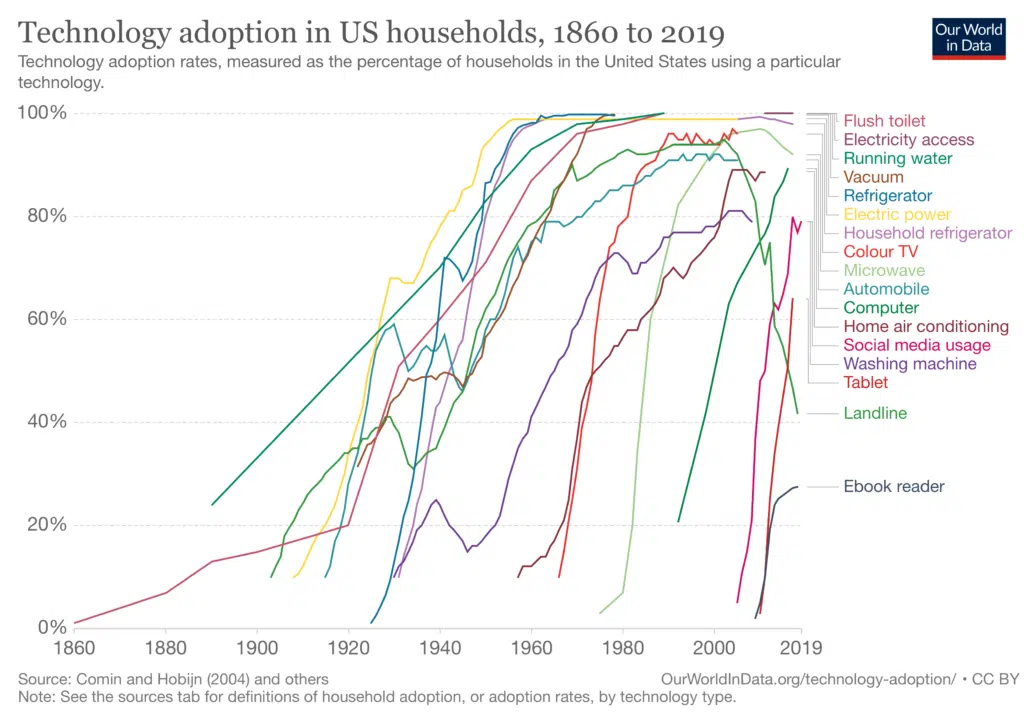 Technology adoption in US households, 1860 to 2019
Our World
in Data
Technology adoption rates, measured as the percentage of households in the United States using a particular
technology.
100%
80%
60%
40%
20%
0%
1860
1880
1900
1920
1940
1960
1980
2000
2019
Flush toilet
Electricity access
Running water
Vacuum
Refrigerator
Electric power
Household refrigerator
Colour TV
Microwave
Automobile
Computer
Home air conditioning
Social media usage
Washing machine
Tablet
Landline
Ebook reader
Source: Comin and Hobijn (2004) and others
OurWorldInData.org/technology-adoption/ • CC BY
Note: See the sources tab for definitions of household adoption, or adoption rates, by technology type.